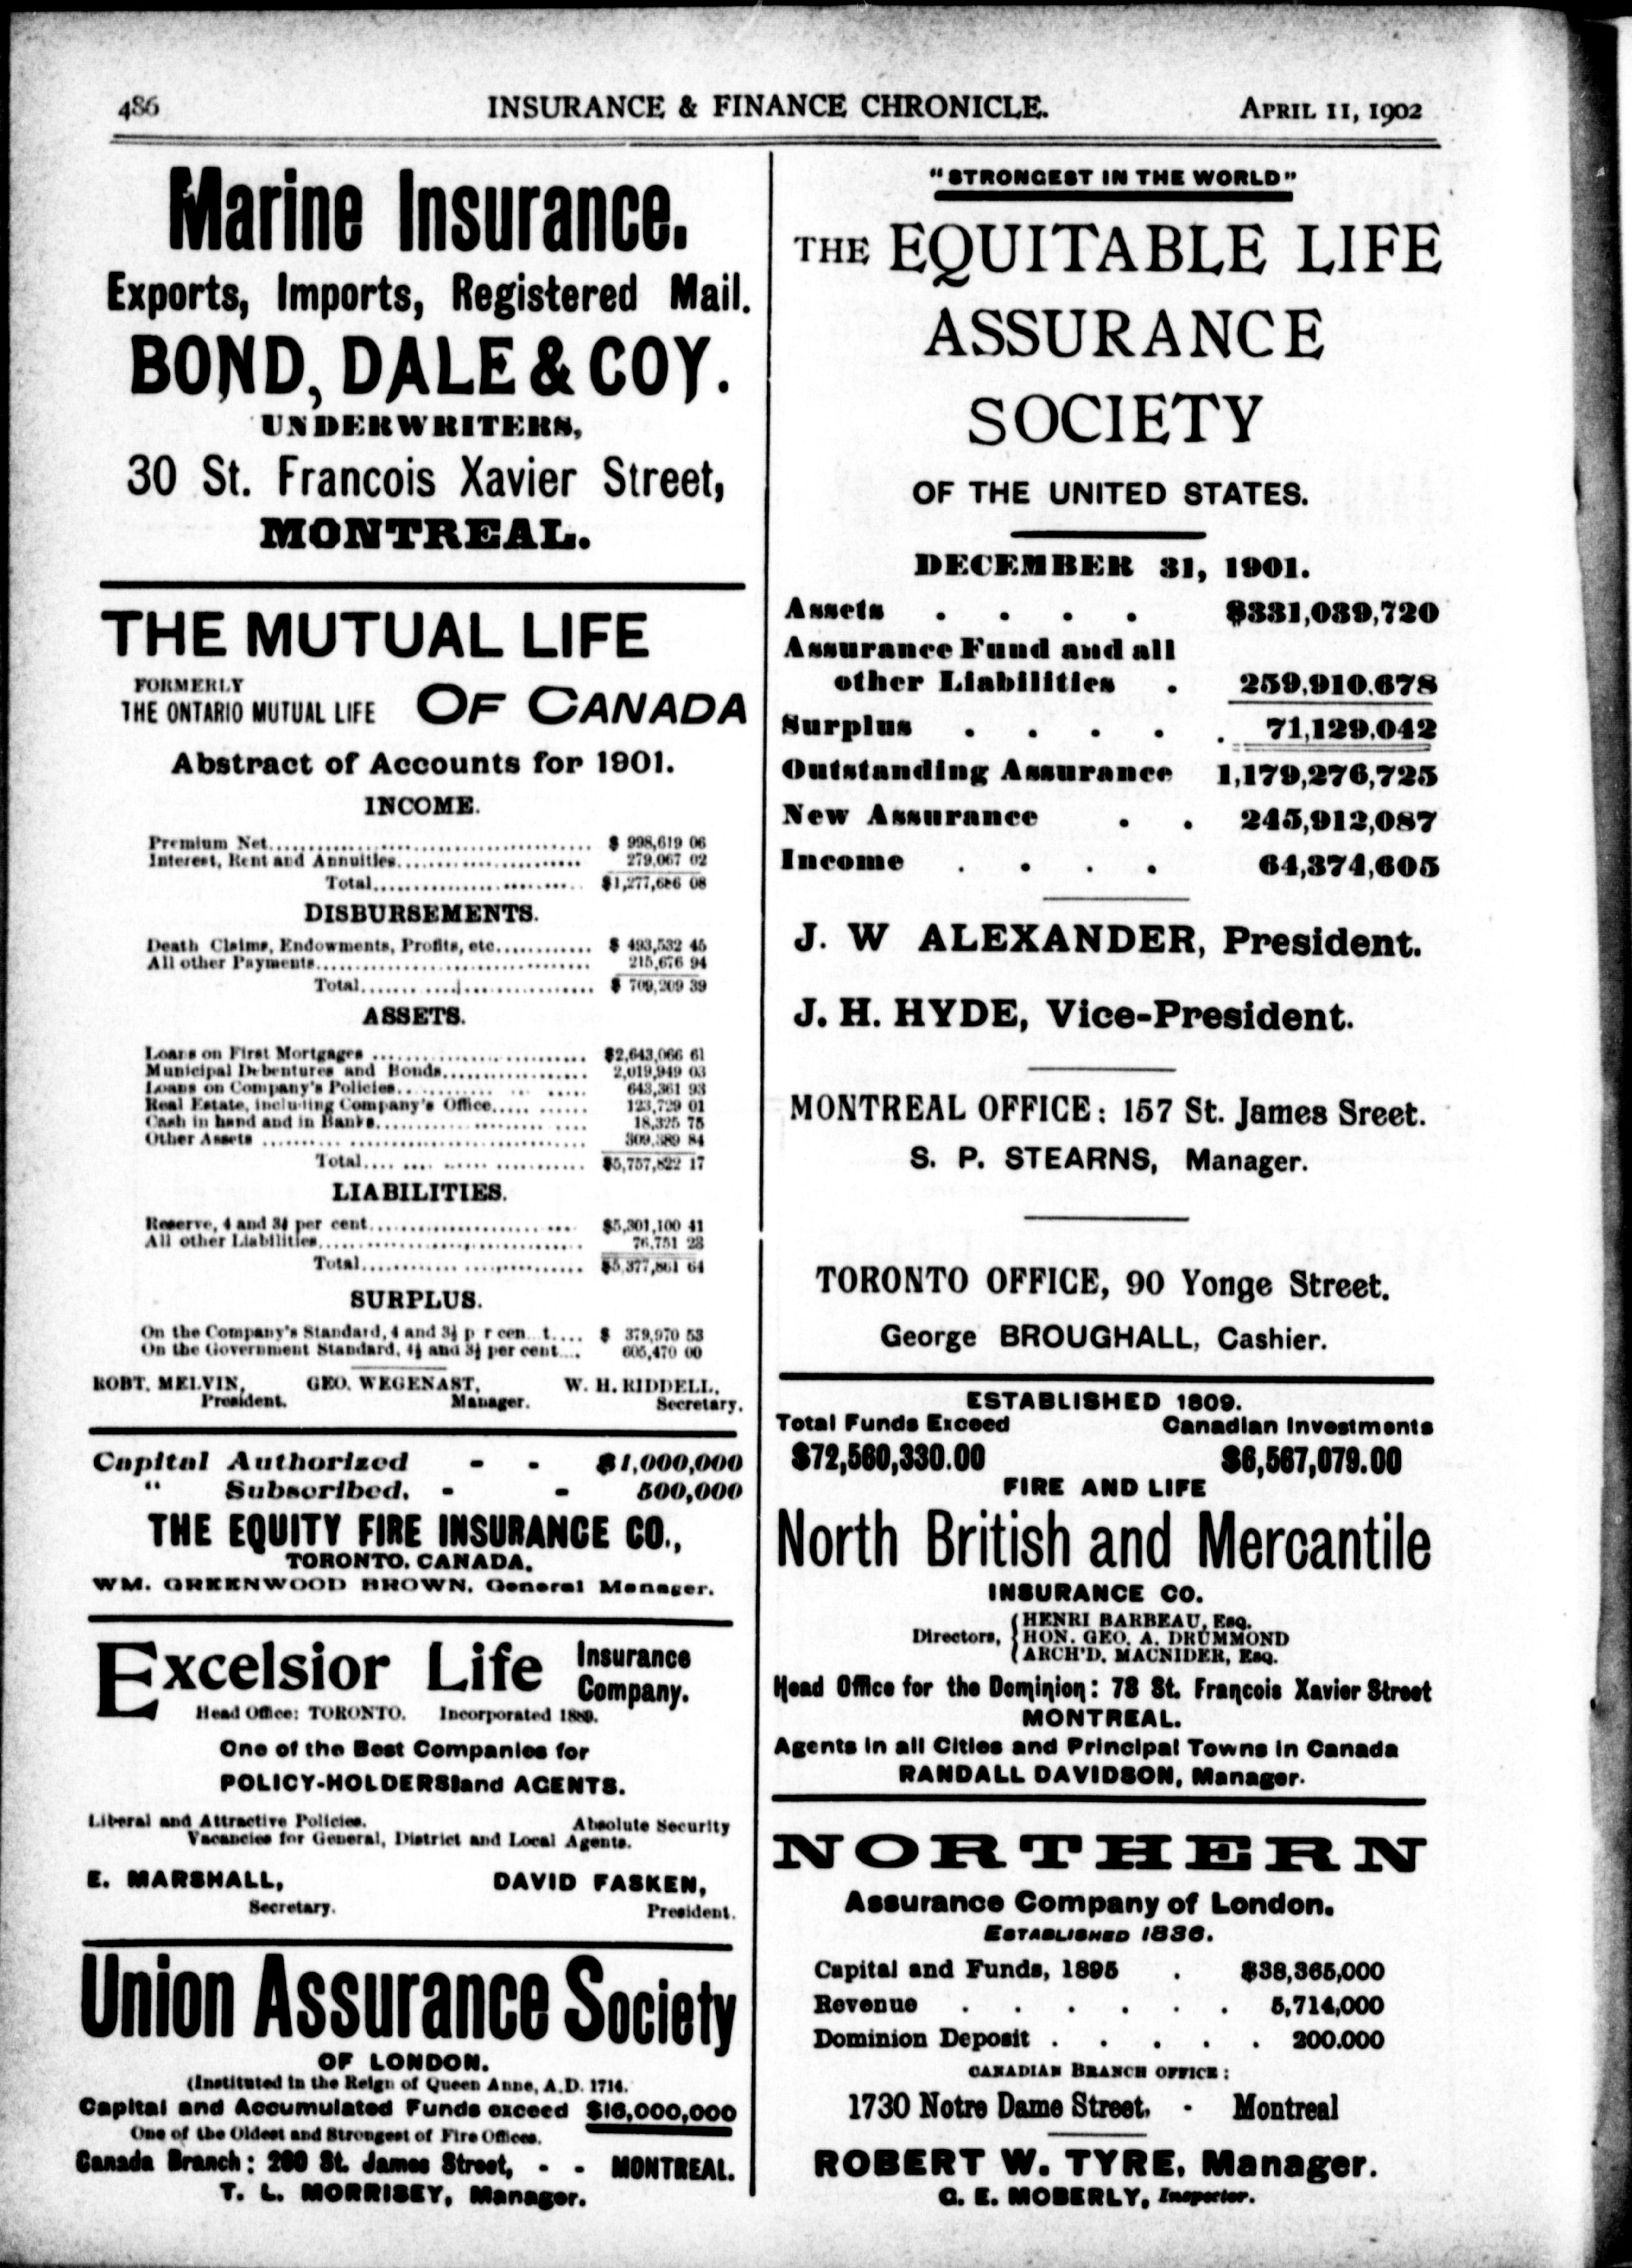 486 INSURANCE & FINANCE CHRONICLE. APRIL 11, 1902
Marine Insurance.
Exports, Imports, Registered Mail.
BOND, DALE & COY.
UNDERWRITERS,
30 St. Francois Xavier Street,
MONTREAL.
THE MUTUAL LIFE
FORMERLY
THE ONTARIO MUTUAL LIFE OF CANADA
Abstract of Accounts for 1901.
INCOME.
Premium Net........ $ 998,619 06
Interest, Rent and Annuities........ 279,067 02
Total........ $1,277,686 08
DISBURSEMENTS.
Death Claims, Endowments, Profits, etc........ $ 493,532 45
All other Payments........ 215,676 94
Total........ $ 709,209 39
ASSETS.
Loans on First Mortgages ........ $2,643,066 61
Municipal Debentures and Bonds........ 2,019,949 03
Loans on Company's Policies........ 643,361 93
Real Estate, including Company's Office........ 123,729 01
Cash in hand and in Banks........ 18,325 75
Other Assets ........ 309,389 84
Total........ $5,757,822 17
LIABILITIES.
Reserve, 4 and 3½ per cent........ $5,301,100 41
All other Liabilities........ 76,751 23
Total........ $5,377,861 64
SURPLUS.
On the Company's Standard, 4 and 3½ p r cen t.... $ 379,970 53
On the Government Standard, 4½ and 3½ per cent.... 605,470 00
ROBT. MELVIN, GEO. WEGENAST, W. H. RIDDELL,
President. Manager. Secretary.
Capital Authorized - - $1,000,000
" Subscribed. - - 500,000
THE EQUITY FIRE INSURANCE CO.,
TORONTO, CANADA.
WM. GREENWOOD BROWN, General Manager.
Excelsior Life Insurance Company.
Head Office: TORONTO. Incorporated 1889.
One of the Best Companies for
POLICY-HOLDERS and AGENTS.
Liberal and Attractive Policies. Absolute Security
Vacancies for General, District and Local Agents.
E. MARSHALL, DAVID FASKEN,
Secretary. President.
Union Assurance Society
OF LONDON.
(Instituted in the Reign of Queen Anne, A.D. 1714.
Capital and Accumulated Funds exceed $16,000,000
One of the Oldest and Strongest of Fire Offices.
Canada Branch: 260 St. James Street, - - MONTREAL.
T. L. MORRISEY, Manager.
"STRONGEST IN THE WORLD"
THE EQUITABLE LIFE
ASSURANCE
SOCIETY
OF THE UNITED STATES.
DECEMBER 31, 1901.
Assets . . . . $331,039,720
Assurance Fund and all
other Liabilities . 259,910,678
Surplus . . . . . 71,129,042
Outstanding Assurance 1,179,276,725
New Assurance . . 245,912,087
Income . . . . 64,374,605
J. W ALEXANDER, President.
J. H. HYDE, Vice-President.
MONTREAL OFFICE: 157 St. James Sreet.
S. P. STEARNS, Manager.
TORONTO OFFICE, 90 Yonge Street.
George BROUGHALL, Cashier.
ESTABLISHED 1809.
Total Funds Exceed Canadian Investments
$72,560,330.00 $6,567,079.00
FIRE AND LIFE
North British and Mercantile
INSURANCE CO.
HENRI BARBEAU, Esq.
Directors, HON. GEO. A. DRUMMOND
ARCH'D. MACNIDER, Esq.
Head Office for the Dominion: 78 St. François Xavier Street
MONTREAL.
Agents in all Cities and Principal Towns in Canada
RANDALL DAVIDSON, Manager.
NORTHERN
Assurance Company of London.
ESTABLISHED 1836.
Capital and Funds, 1895 . $38,365,000
Revenue . . . . . . 5,714,000
Dominion Deposit . . . . . 200.000
CANADIAN BRANCH OFFICE:
1730 Notre Dame Street, - Montreal
ROBERT W. TYRE, Manager.
G. E. MOBERLY, Inspector.